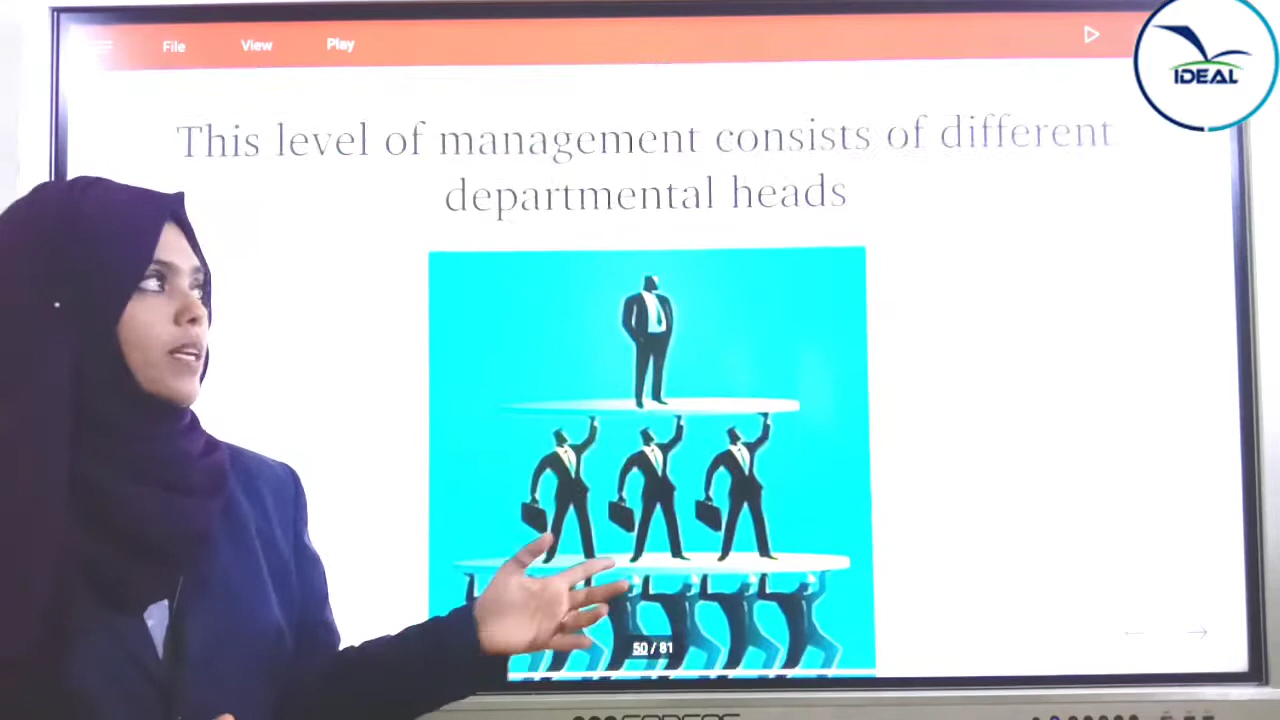 File View Play
IDEAL
This level of management consists of different
departmental heads
50 / 81